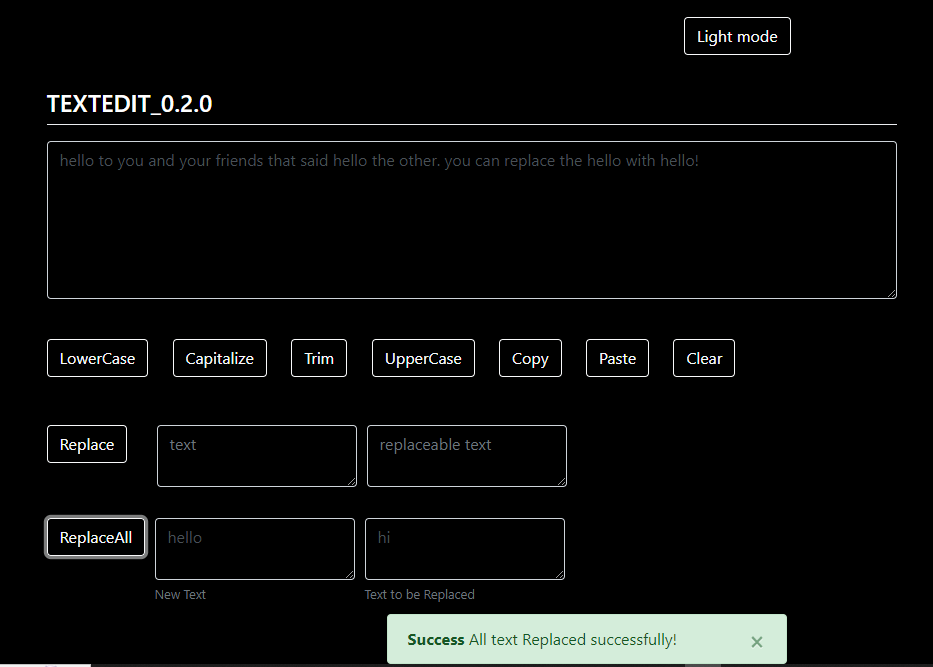 Light mode
TEXTEDIT_0.2.0
hello to you and your friends that said hello the other. you can replace the hello with hello!
LowerCase Capitalize Trim UpperCase Copy Paste Clear
Replace text replaceable text
ReplaceAll hello hi
New Text Text to be Replaced
Success All text Replaced successfully! ×